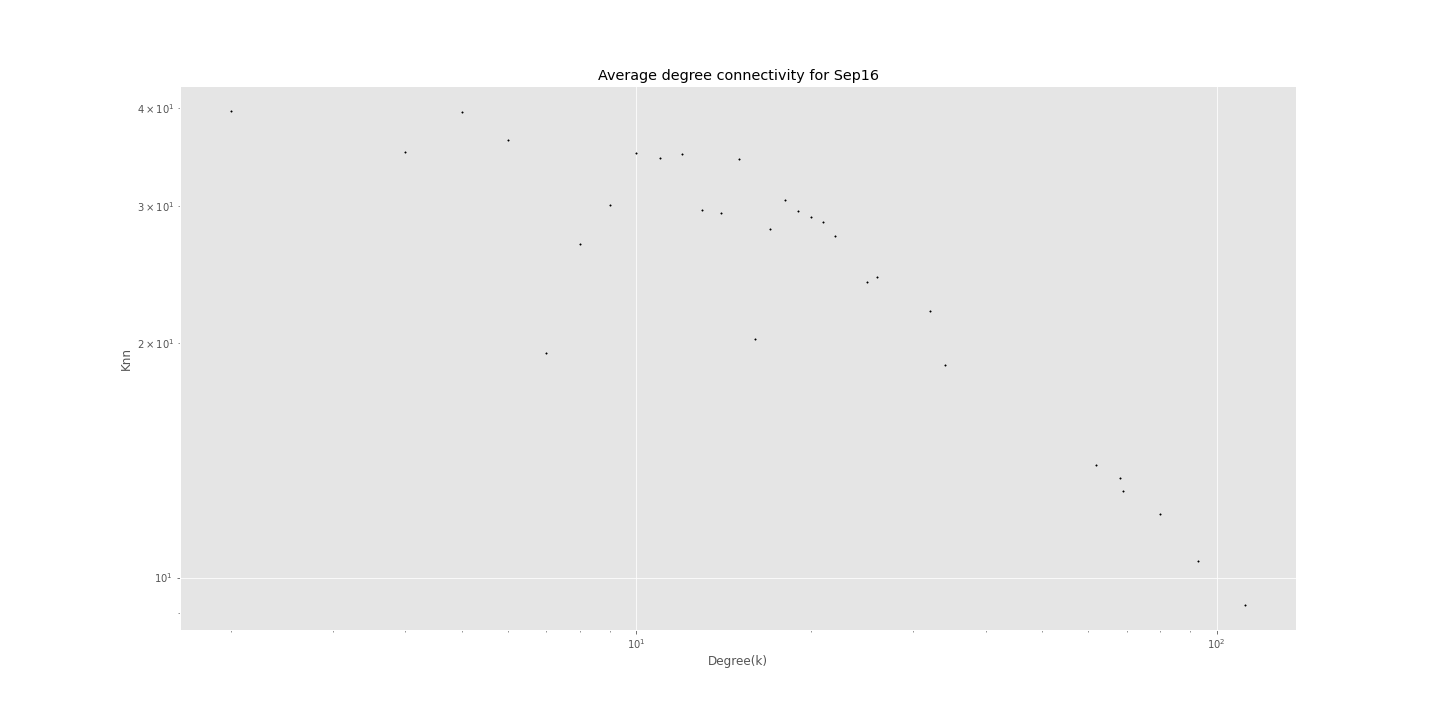 Average degree connectivity for Sep16
4 × 10¹
3 × 10¹
2 × 10¹
10¹
Knn
10¹ 10²
Degree(k)